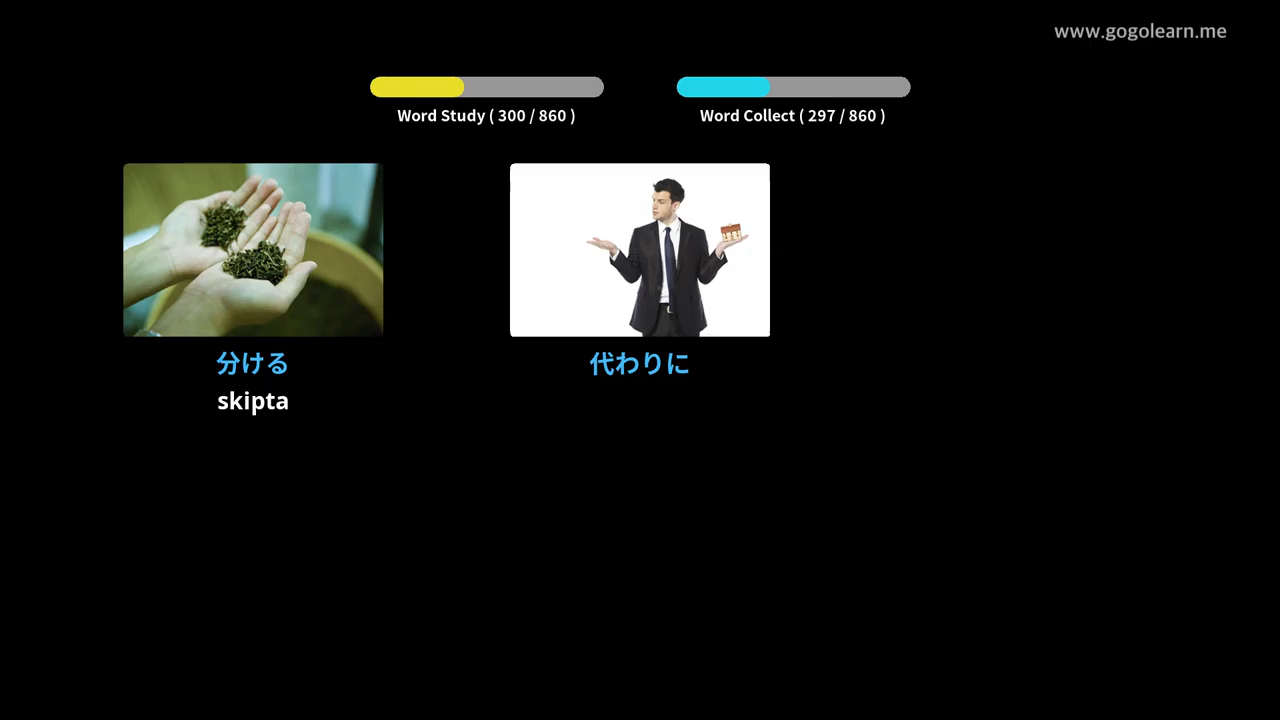 www.gogolearn.me
Word Study ( 300 / 860 )
Word Collect ( 297 / 860 )
分ける
skipta
代わりに